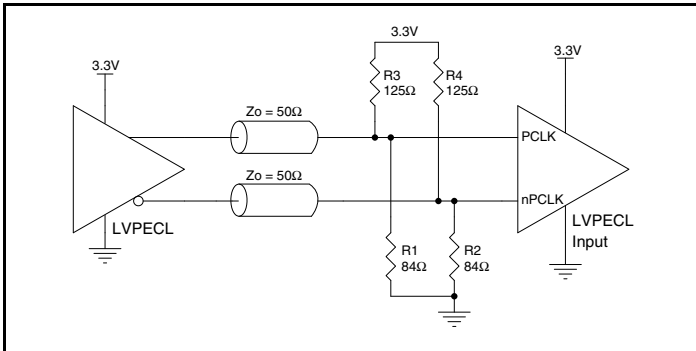 3.3V
3.3V
3.3V
R3
125Ω
R4
125Ω
Zo = 50Ω
PCLK
Zo = 50Ω
nPCLK
LVPECL
LVPECL
Input
R1
84Ω
R2
84Ω